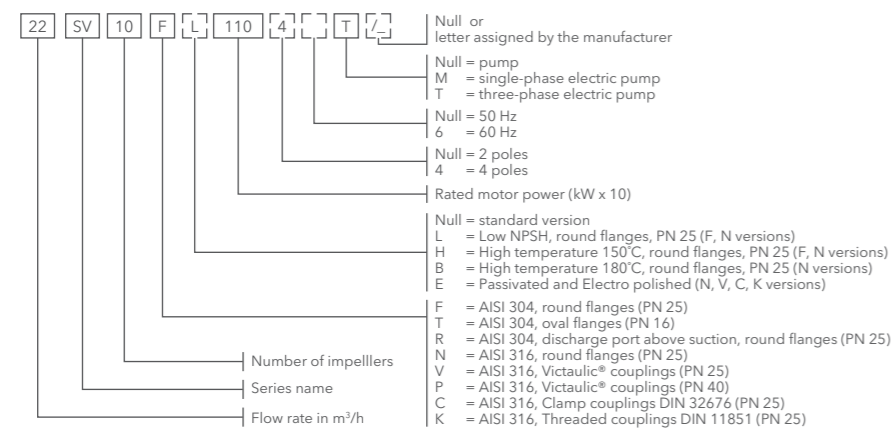 22 SV 10 F L 110 4 T /_
Null or
letter assigned by the manufacturer
Null = pump
M = single-phase electric pump
T = three-phase electric pump
Null = 50 Hz
6 = 60 Hz
Null = 2 poles
4 = 4 poles
Rated motor power (kW x 10)
Null = standard version
L = Low NPSH, round flanges, PN 25 (F, N versions)
H = High temperature 150°C, round flanges, PN 25 (F, N versions)
B = High temperature 180°C, round flanges, PN 25 (N versions)
E = Passivated and Electro polished (N, V, C, K versions)
F = AISI 304, round flanges (PN 25)
T = AISI 304, oval flanges (PN 16)
R = AISI 304, discharge port above suction, round flanges (PN 25)
N = AISI 316, round flanges (PN 25)
V = AISI 316, Victaulic® couplings (PN 25)
P = AISI 316, Victaulic® couplings (PN 40)
C = AISI 316, Clamp couplings DIN 32676 (PN 25)
K = AISI 316, Threaded couplings DIN 11851 (PN 25)
Number of impelllers
Series name
Flow rate in m³/h